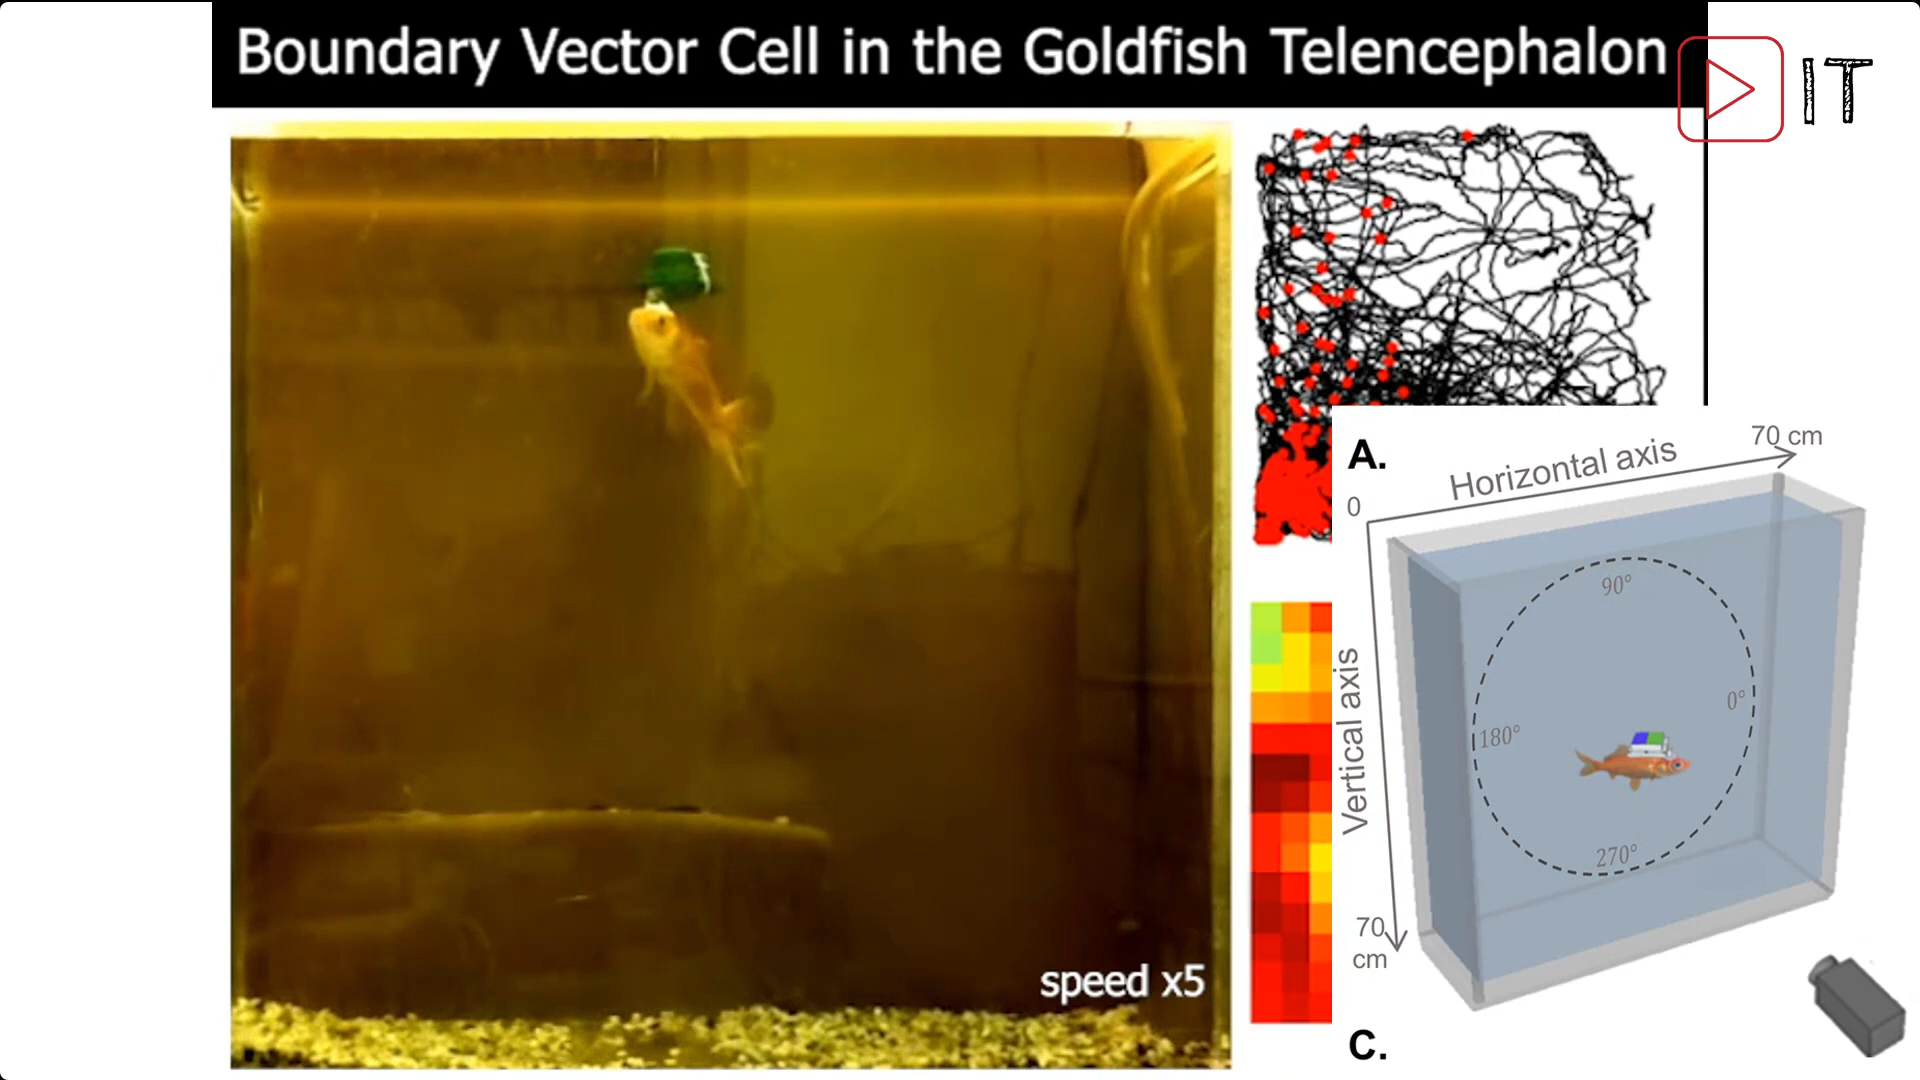 Boundary Vector Cell in the Goldfish Telencephalon
IT
speed x5
A.
Horizontal axis
70 cm
0
Vertical axis
90°
0°
180°
270°
70
cm
C.